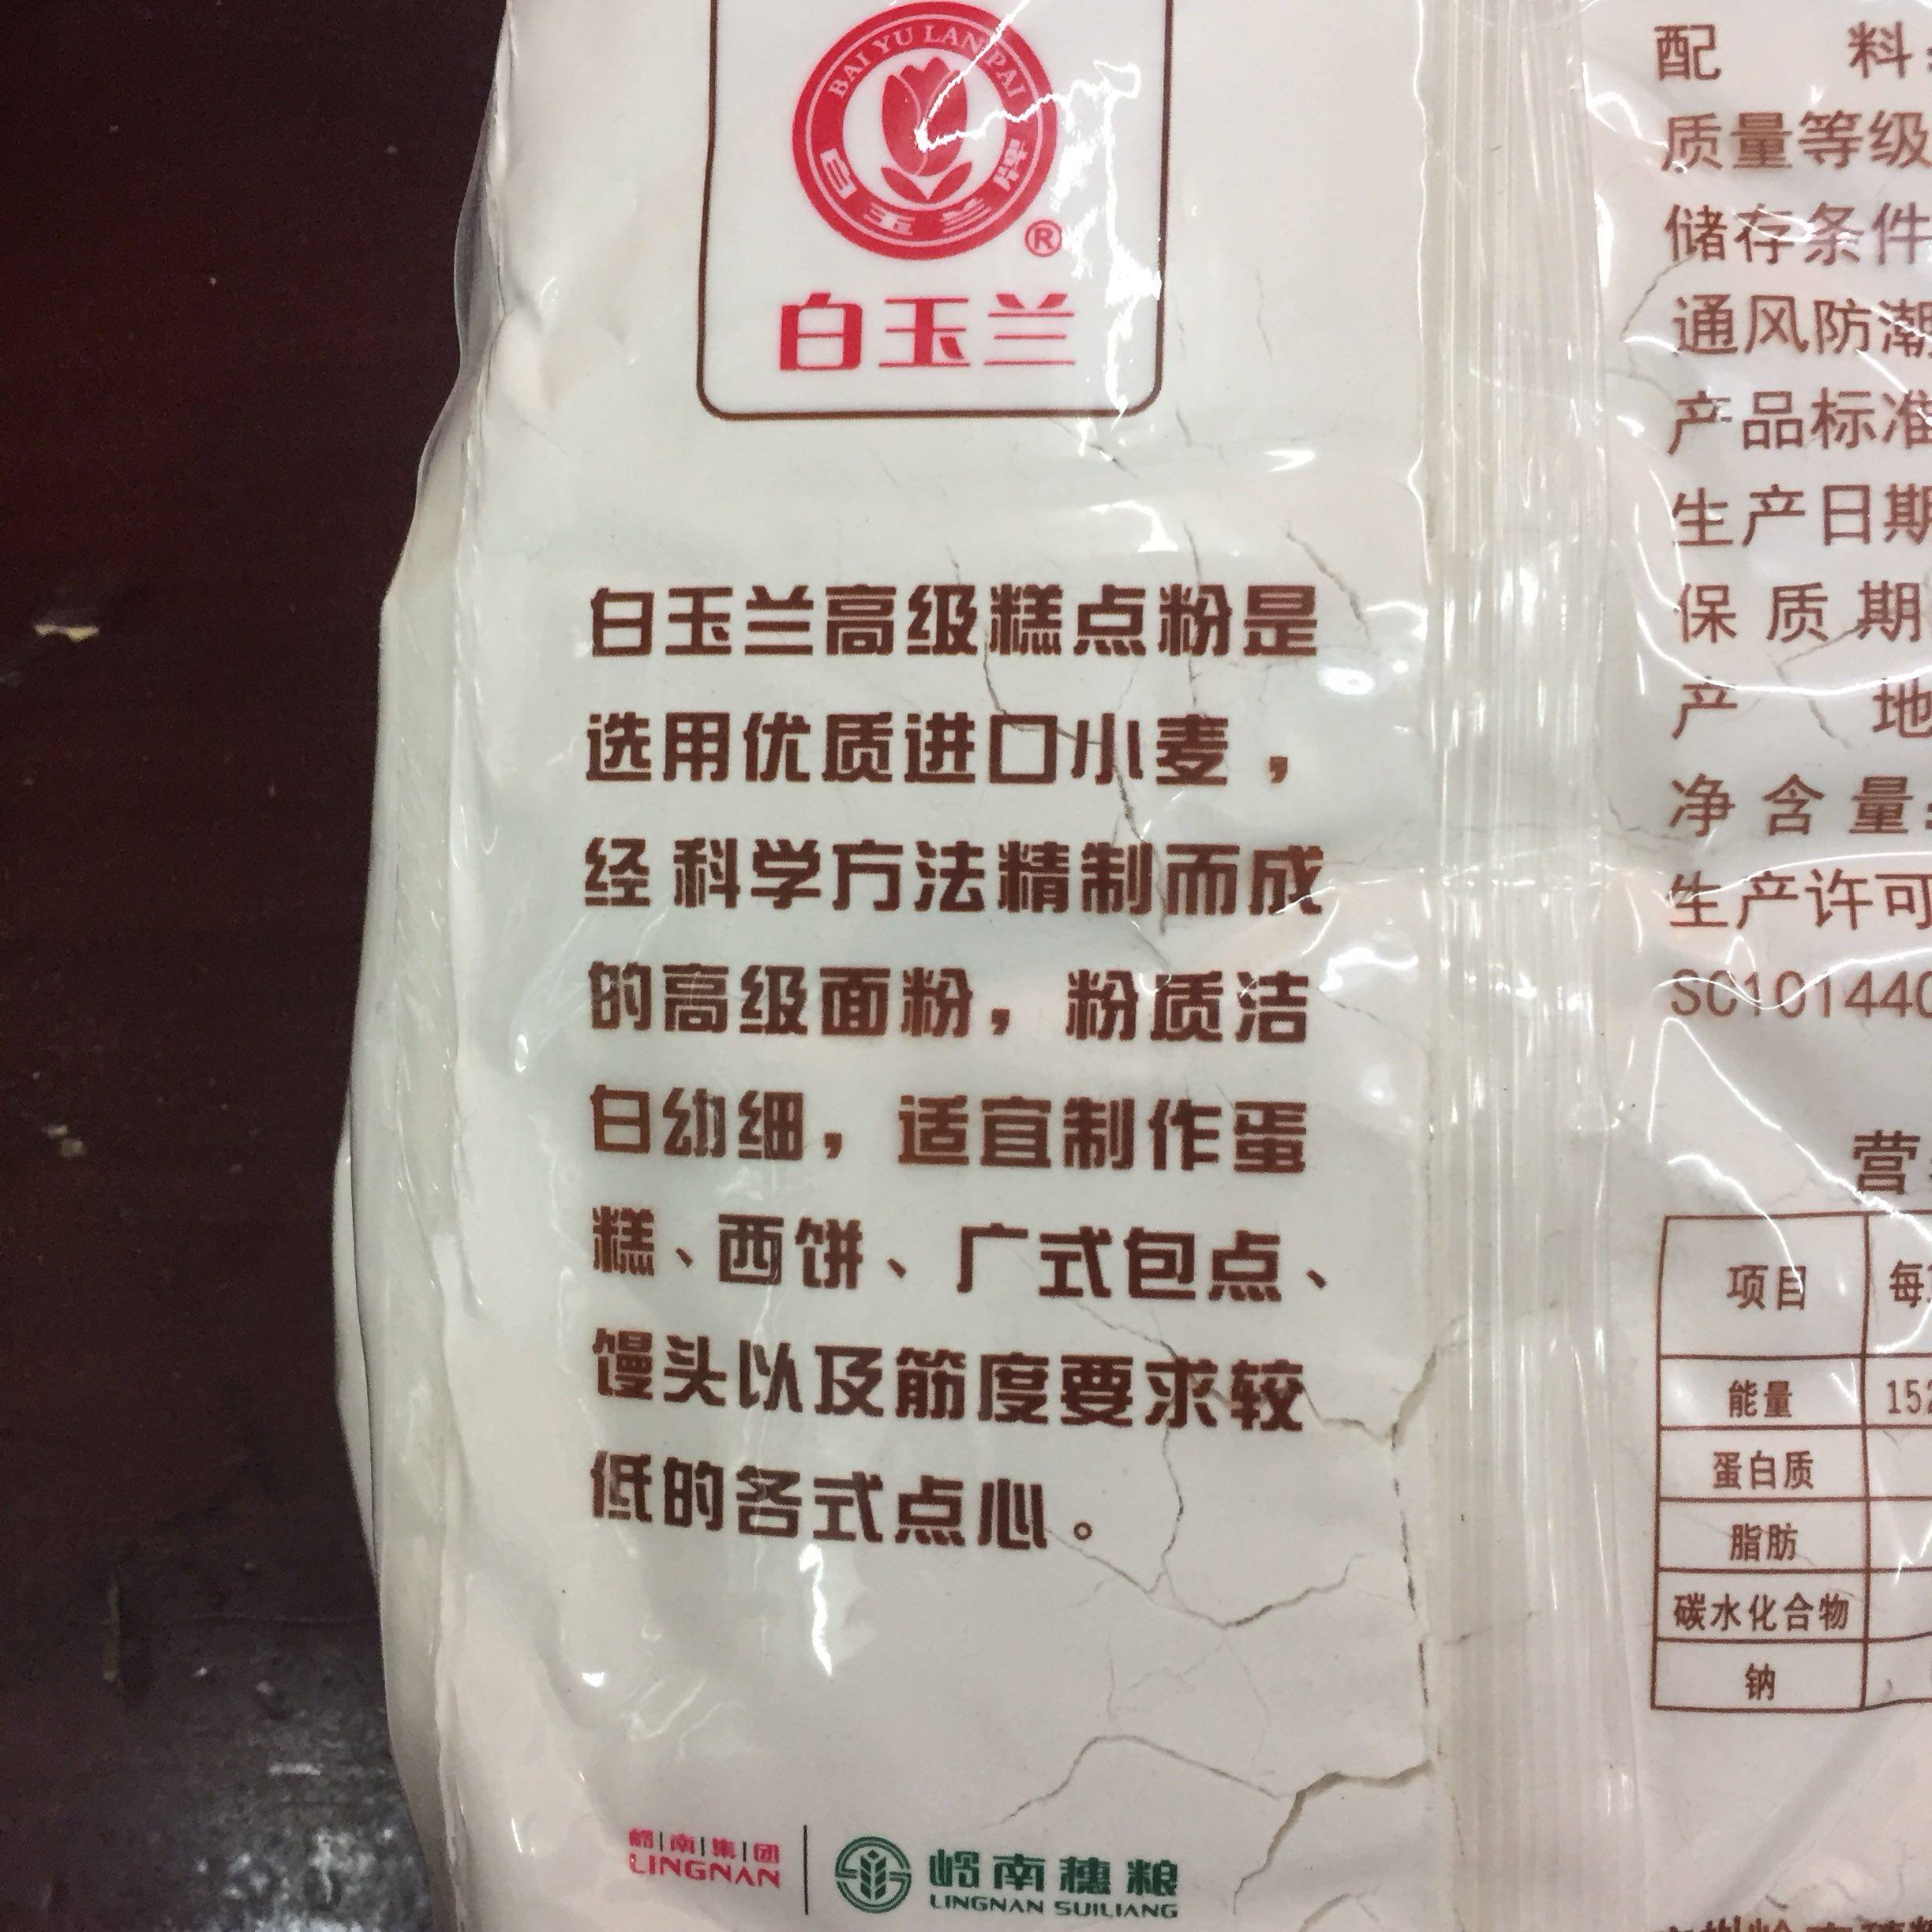 BAI YU LAN PAI
白玉兰牌
®
白玉兰
白玉兰高级糕点粉是
选用优质进口小麦，
经科学方法精制而成
的高级面粉，粉质洁
白幼细，适宜制作蛋
糕、西饼、广式包点、
馒头以及筋度要求较
低的各式点心。
岭|南|集|团
LINGNAN
岭南穗粮
LINGNAN SUILIANG
配 料:
质量等级
储存条件
通风防潮
产品标准
生产日期
保质期
产 地
净含量:
生产许可
SC101440
营
项目 每
能量 152
蛋白质
脂肪
碳水化合物
钠